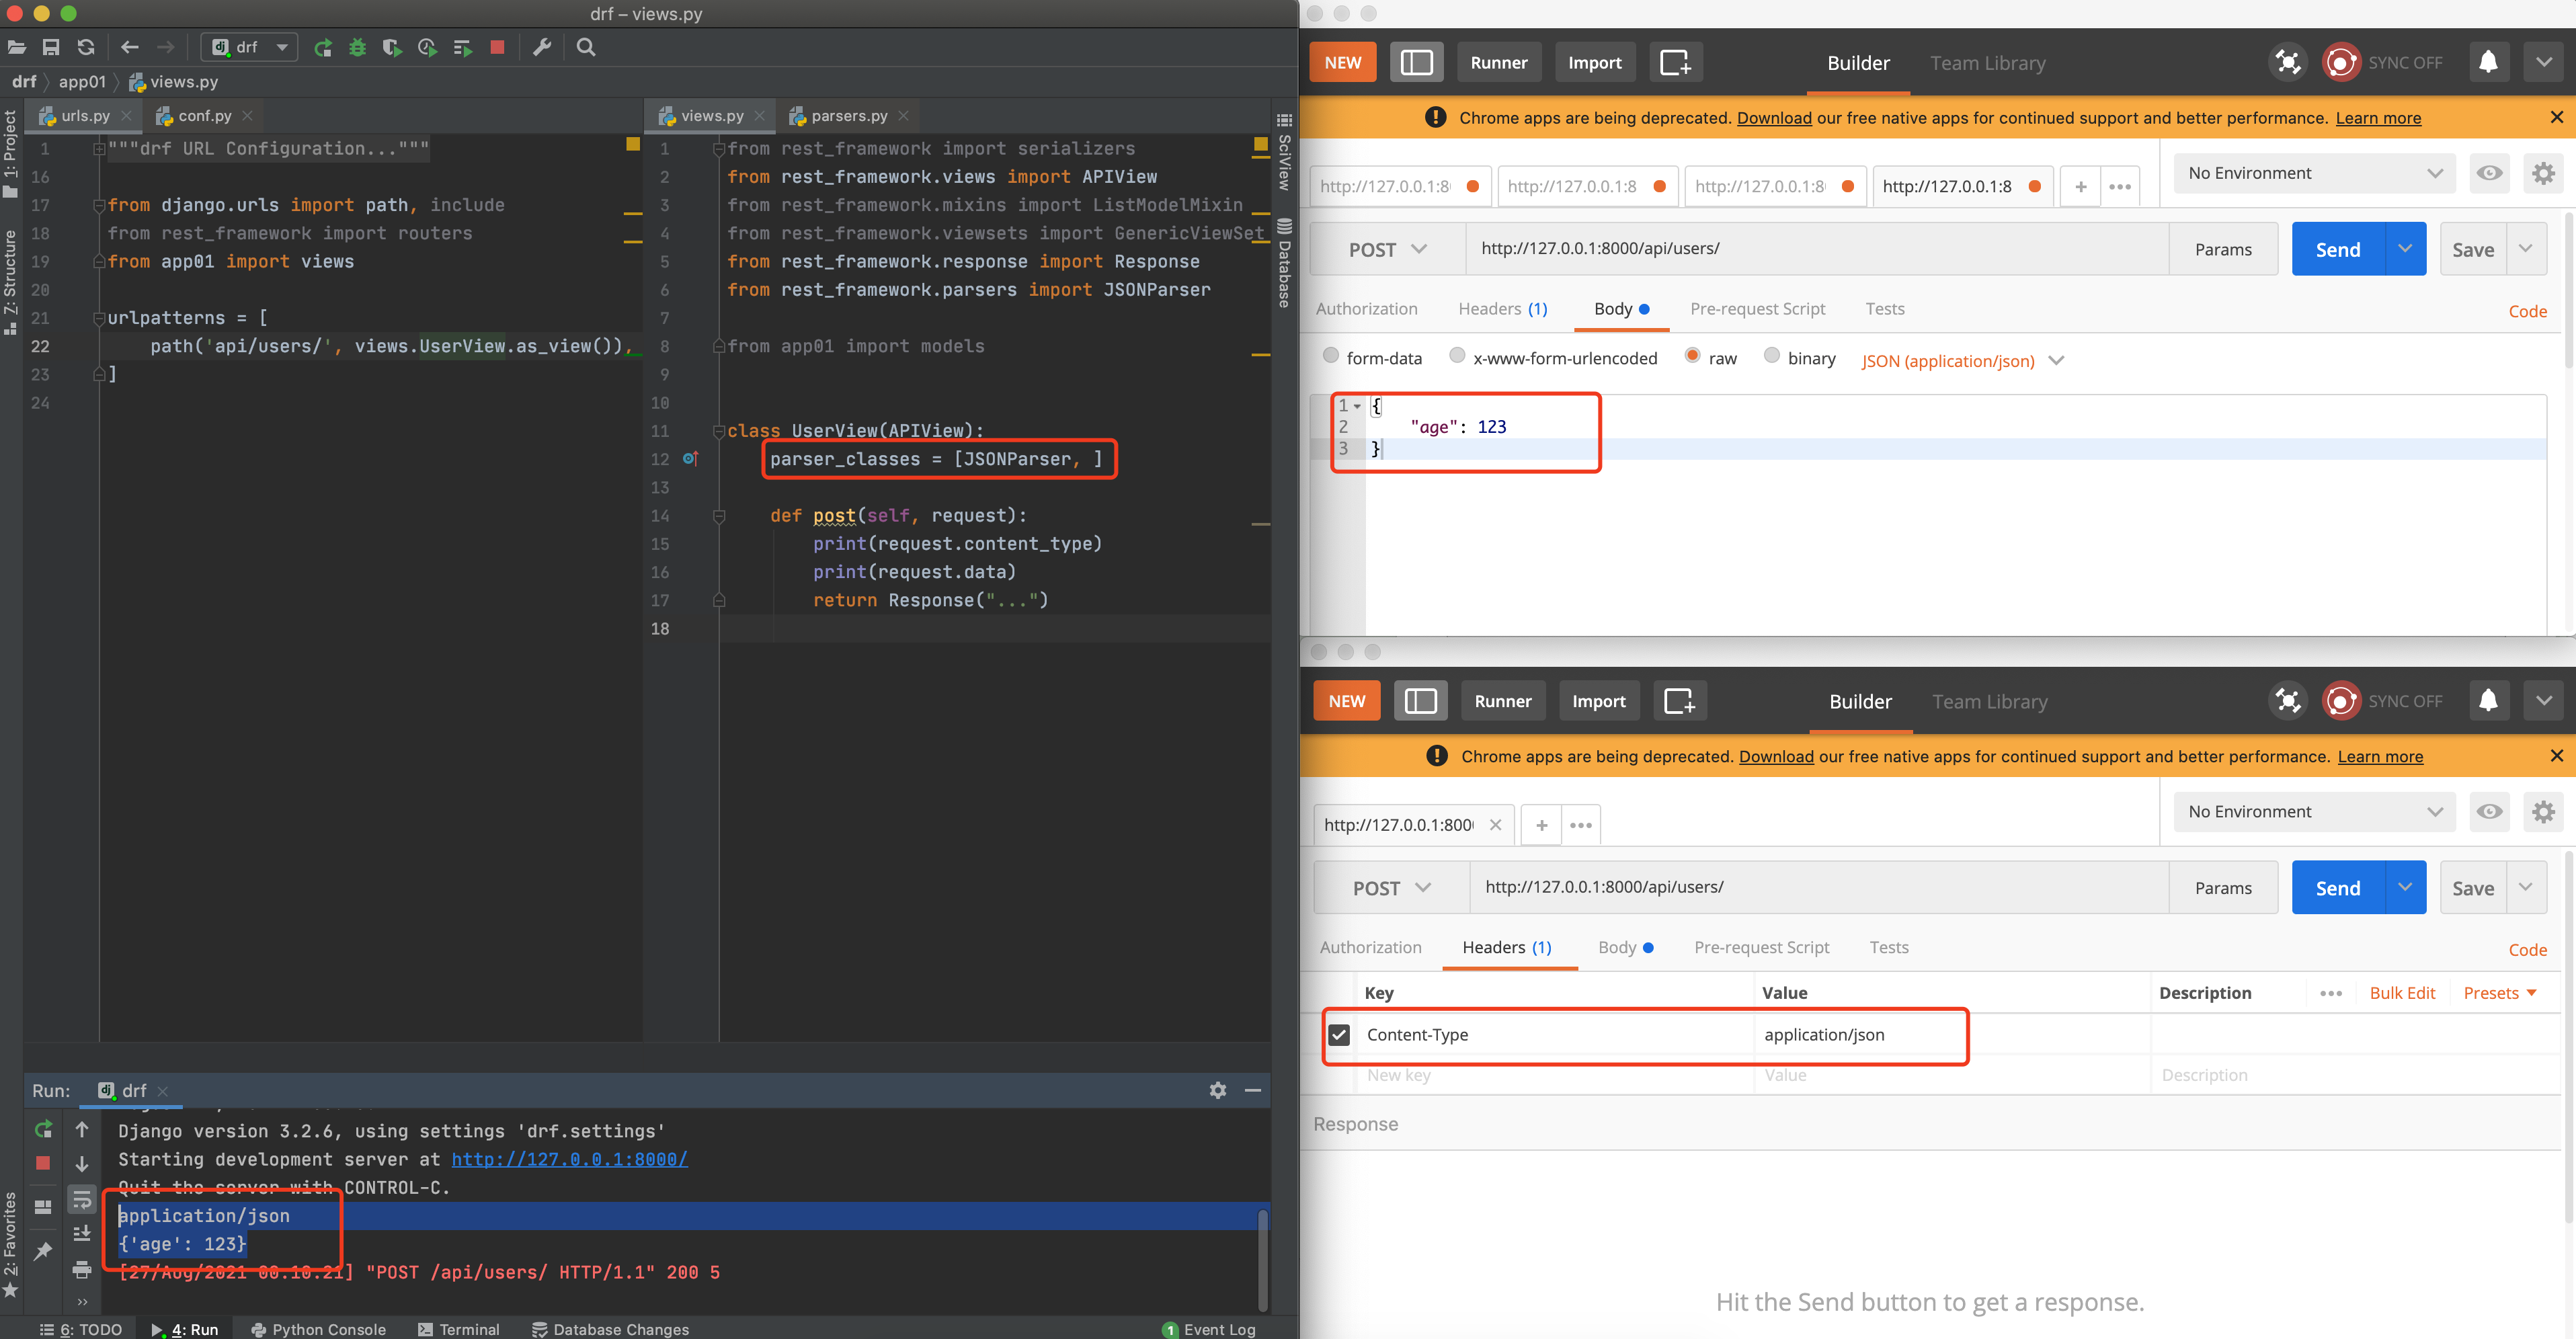 drf – views.py
drf
drf app01 views.py
urls.py conf.py
views.py parsers.py
1: Project
Z: Structure
2: Favorites
1 """drf URL Configuration..."""
16
17 from django.urls import path, include
18 from rest_framework import routers
19 from app01 import views
20
21 urlpatterns = [
22 path('api/users/', views.UserView.as_view()),
23 ]
24
1 from rest_framework import serializers
2 from rest_framework.views import APIView
3 from rest_framework.mixins import ListModelMixin
4 from rest_framework.viewsets import GenericViewSet
5 from rest_framework.response import Response
6 from rest_framework.parsers import JSONParser
7
8 from app01 import models
9
10
11 class UserView(APIView):
12 parser_classes = [JSONParser, ]
13
14 def post(self, request):
15 print(request.content_type)
16 print(request.data)
17 return Response("...")
18
SciView
Database
Run: drf
Django version 3.2.6, using settings 'drf.settings'
Starting development server at http://127.0.0.1:8000/
Quit the server with CONTROL-C.
application/json
{'age': 123}
[27/Aug/2021 00:10:21] "POST /api/users/ HTTP/1.1" 200 5
6: TODO 4: Run Python Console Terminal Database Changes 1 Event Log
NEW Runner Import Builder Team Library SYNC OFF
Chrome apps are being deprecated. Download our free native apps for continued support and better performance. Learn more
http://127.0.0.1:8 http://127.0.0.1:8 http://127.0.0.1:8 http://127.0.0.1:8 + ••• No Environment
POST http://127.0.0.1:8000/api/users/ Params Send Save
Authorization Headers (1) Body Pre-request Script Tests Code
form-data x-www-form-urlencoded raw binary JSON (application/json)
1 {
2 "age": 123
3 }
NEW Runner Import Builder Team Library SYNC OFF
Chrome apps are being deprecated. Download our free native apps for continued support and better performance. Learn more
http://127.0.0.1:800 + ••• No Environment
POST http://127.0.0.1:8000/api/users/ Params Send Save
Authorization Headers (1) Body Pre-request Script Tests Code
Key Value Description ••• Bulk Edit Presets
Content-Type application/json
New key Value Description
Response
Hit the Send button to get a response.